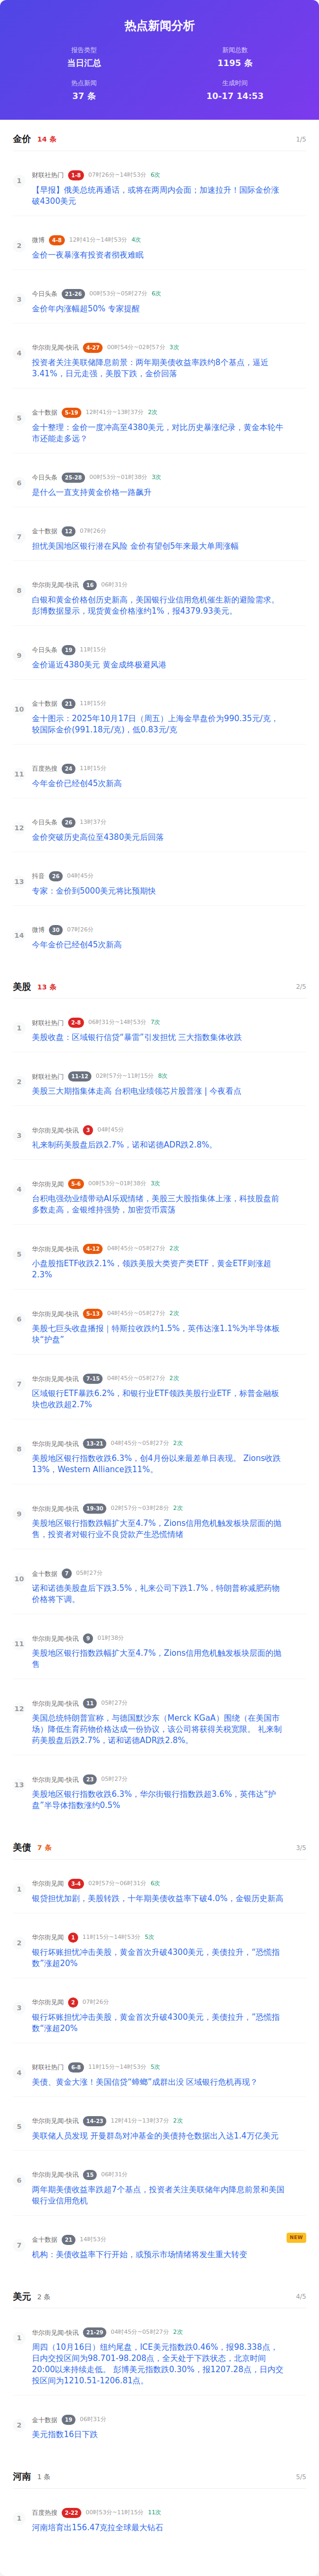 热点新闻分析
报告类型
当日汇总
新闻总数
1195 条
热点新闻
37 条
生成时间
10-17 14:53
金价 14 条 1/5
1
财联社热门 1-8 07时26分~14时53分 6次
【早报】俄美总统再通话，或将在两周内会面；加速拉升！国际金价涨
破4300美元
2
微博 4-8 12时41分~14时53分 4次
金价一夜暴涨有投资者彻夜难眠
3
今日头条 21-26 00时53分~05时27分 6次
金价年内涨幅超50% 专家提醒
4
华尔街见闻-快讯 4-27 00时54分~02时57分 3次
投资者关注美联储降息前景：两年期美债收益率跌约8个基点，逼近
3.41%，日元走强，美股下跌，金价回落
5
金十数据 5-19 12时41分~13时37分 2次
金十整理：金价一度冲高至4380美元，对比历史暴涨纪录，黄金本轮牛
市还能走多远？
6
今日头条 25-28 00时53分~01时38分 3次
是什么一直支持黄金价格一路飙升
7
金十数据 12 07时26分
担忧美国地区银行潜在风险 金价有望创5年来最大单周涨幅
8
华尔街见闻-快讯 16 06时31分
白银和黄金价格创历史新高，美国银行业信用危机催生新的避险需求。
彭博数据显示，现货黄金价格涨约1%，报4379.93美元。
9
今日头条 19 11时15分
金价逼近4380美元 黄金成终极避风港
10
金十数据 21 11时15分
金十图示：2025年10月17日（周五）上海金早盘价为990.35元/克，
较国际金价(991.18元/克)，低0.83元/克
11
百度热搜 24 11时15分
今年金价已经创45次新高
12
今日头条 26 13时37分
金价突破历史高位至4380美元后回落
13
抖音 26 04时45分
专家：金价到5000美元将比预期快
14
微博 30 07时26分
今年金价已经创45次新高
美股 13 条 2/5
1
财联社热门 2-8 06时31分~14时53分 7次
美股收盘：区域银行信贷“暴雷”引发担忧 三大指数集体收跌
2
财联社热门 11-12 02时57分~11时15分 8次
美股三大期指集体走高 台积电业绩领芯片股普涨 | 今夜看点
3
华尔街见闻-快讯 3 04时45分
礼来制药美股盘后跌2.7%，诺和诺德ADR跌2.8%。
4
华尔街见闻 5-6 00时53分~01时38分 3次
台积电强劲业绩带动AI乐观情绪，美股三大股指集体上涨，科技股盘前
多数走高，金银维持强势，加密货币震荡
5
华尔街见闻-快讯 4-12 04时45分~05时27分 2次
小盘股指ETF收跌2.1%，领跌美股大类资产类ETF，黄金ETF则涨超
2.3%
6
华尔街见闻-快讯 5-13 04时45分~05时27分 2次
美股七巨头收盘播报｜特斯拉收跌约1.5%，英伟达涨1.1%为半导体板
块“护盘”
7
华尔街见闻-快讯 7-15 04时45分~05时27分 2次
区域银行ETF暴跌6.2%，和银行业ETF领跌美股行业ETF，标普金融板
块也收跌超2.7%
8
华尔街见闻-快讯 13-21 04时45分~05时27分 2次
美股地区银行指数收跌6.3%，创4月份以来最差单日表现。 Zions收跌
13%，Western Alliance跌11%。
9
华尔街见闻-快讯 19-30 02时57分~03时28分 2次
美股地区银行指数跌幅扩大至4.7%，Zions信用危机触发板块层面的抛
售，投资者对银行业不良贷款产生恐慌情绪
10
金十数据 7 05时27分
诺和诺德美股盘后下跌3.5%，礼来公司下跌1.7%，特朗普称减肥药物
价格将下调。
11
华尔街见闻-快讯 9 01时38分
美股地区银行指数跌幅扩大至4.7%，Zions信用危机触发板块层面的抛
售
12
华尔街见闻-快讯 11 05时27分
美国总统特朗普宣称，与德国默沙东（Merck KGaA）围绕（在美国市
场）降低生育药物价格达成一份协议，该公司将获得关税宽限。 礼来制
药美股盘后跌2.7%，诺和诺德ADR跌2.8%。
13
华尔街见闻-快讯 23 05时27分
美股地区银行指数收跌6.3%，华尔街银行指数跌超3.6%，英伟达“护
盘”半导体指数涨约0.5%
美债 7 条 3/5
1
华尔街见闻 3-4 02时57分~06时31分 6次
银贷担忧加剧，美股转跌，十年期美债收益率下破4.0%，金银历史新高
2
华尔街见闻 1 11时15分~14时53分 5次
银行坏账担忧冲击美股，黄金首次升破4300美元，美债拉升，“恐慌指
数”涨超20%
3
华尔街见闻 2 07时26分
银行坏账担忧冲击美股，黄金首次升破4300美元，美债拉升，“恐慌指
数”涨超20%
4
财联社热门 6-8 11时15分~14时53分 5次
美债、黄金大涨！美国信贷“蟑螂”成群出没 区域银行危机再现？
5
华尔街见闻-快讯 14-23 12时41分~13时37分 2次
美联储人员发现 开曼群岛对冲基金的美债持仓数据出入达1.4万亿美元
6
华尔街见闻-快讯 15 06时31分
两年期美债收益率跌超7个基点，投资者关注美联储年内降息前景和美国
银行业信用危机
7
金十数据 21 14时53分 NEW
机构：美债收益率下行开始，或预示市场情绪将发生重大转变
美元 2 条 4/5
1
华尔街见闻-快讯 21-29 04时45分~05时27分 2次
周四（10月16日）纽约尾盘，ICE美元指数跌0.46%，报98.338点，
日内交投区间为98.701-98.208点，全天处于下跌状态，北京时间
20:00以来持续走低。 彭博美元指数跌0.30%，报1207.28点，日内交
投区间为1210.51-1206.81点。
2
金十数据 19 06时31分
美元指数16日下跌
河南 1 条 5/5
1
百度热搜 2-22 00时53分~11时15分 11次
河南培育出156.47克拉全球最大钻石